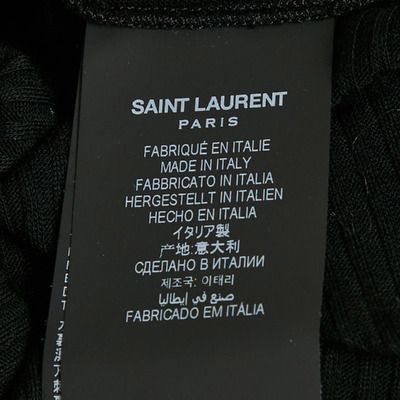 SAINT LAURENT
PARIS
FABRIQUÉ EN ITALIE
MADE IN ITALY
FABBRICATO IN ITALIA
HERGESTELLT IN ITALIEN
HECHO EN ITALIA
イタリア製
产地:意大利
СДЕЛАНО В ИТАЛИИ
제조국: 이태리
صنع في إيطاليا
FABRICADO EM ITÁLIA